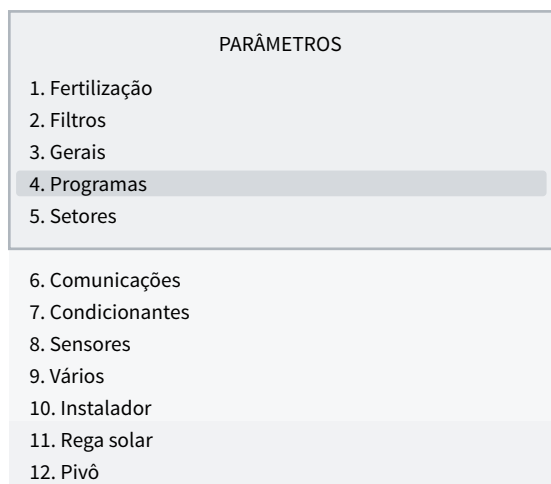 PARÂMETROS
1. Fertilização
2. Filtros
3. Gerais
4. Programas
5. Setores
6. Comunicações
7. Condicionantes
8. Sensores
9. Vários
10. Instalador
11. Rega solar
12. Pivô